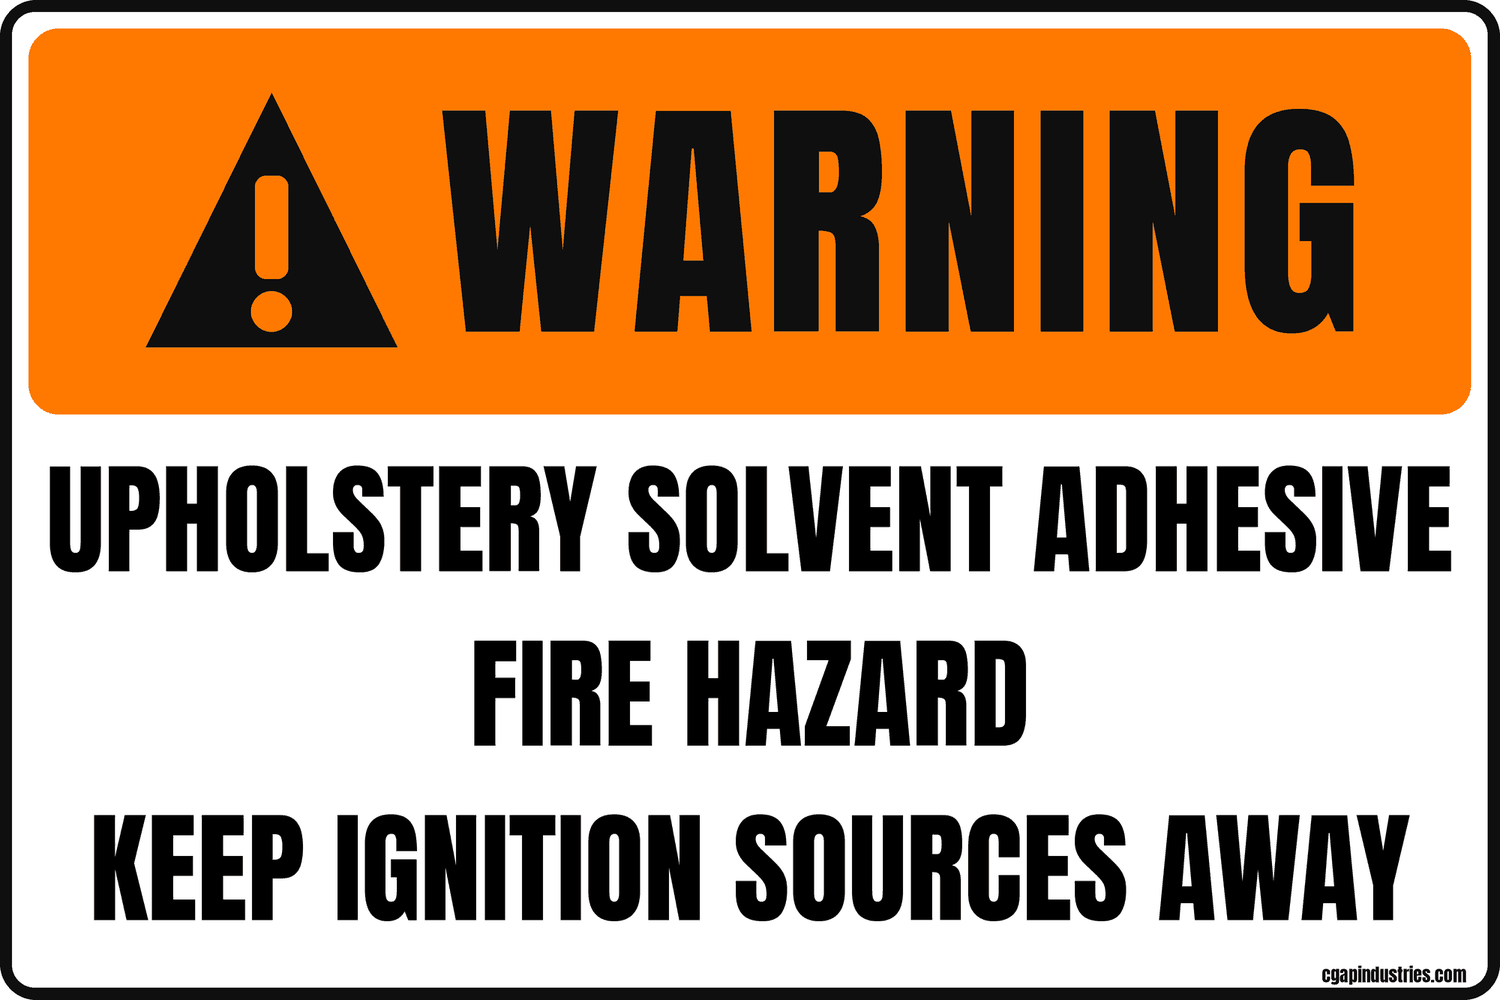 WARNING
UPHOLSTERY SOLVENT ADHESIVE
FIRE HAZARD
KEEP IGNITION SOURCES AWAY
cgapindustries.com